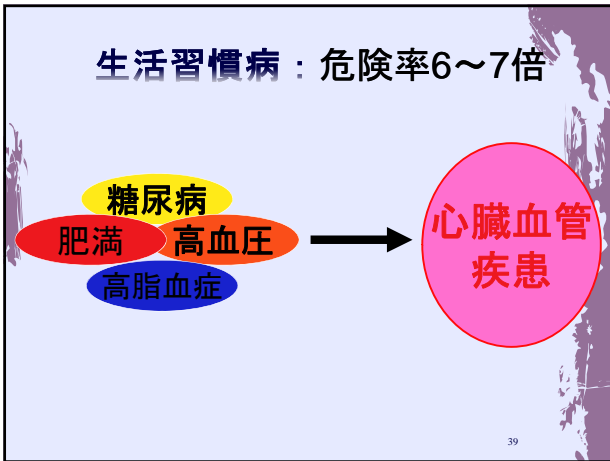 生活習慣病：危険率6～7倍
糖尿病
肥満
高血圧
高脂血症
心臓血管
疾患
39